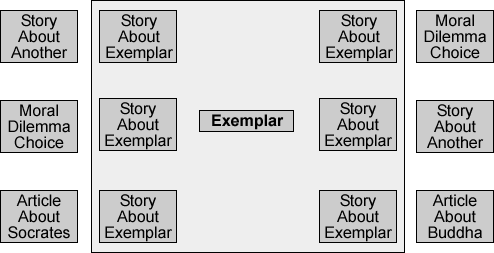 Story
About
Another
Story
About
Exemplar
Story
About
Exemplar
Moral
Dilemma
Choice
Moral
Dilemma
Choice
Story
About
Exemplar
Exemplar
Story
About
Exemplar
Story
About
Another
Article
About
Socrates
Story
About
Exemplar
Story
About
Exemplar
Article
About
Buddha